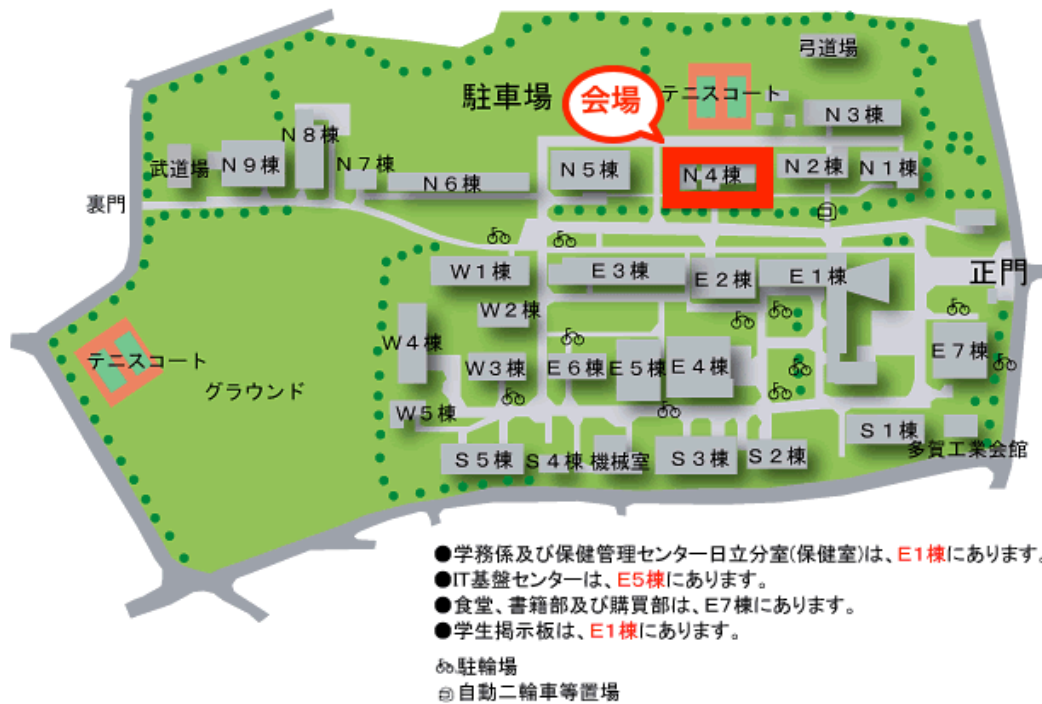 弓道場
駐車場
会場
テニスコート
N3棟
N8棟
武道場
N9棟
N7棟
N6棟
N5棟
N4棟
N2棟
N1棟
裏門
W1棟
E3棟
E2棟
E1棟
正門
W2棟
W4棟
テニスコート
グラウンド
W3棟
E6棟
E5棟
E4棟
E7棟
W5棟
S1棟
多賀工業会館
S5棟
S4棟
機械室
S3棟
S2棟
●学務係及び保健管理センター日立分室(保健室)は、E1棟にあります。
●IT基盤センターは、E5棟にあります。
●食堂、書籍部及び購買部は、E7棟にあります。
●学生掲示板は、E1棟にあります。
駐輪場
自動二輪車等置場